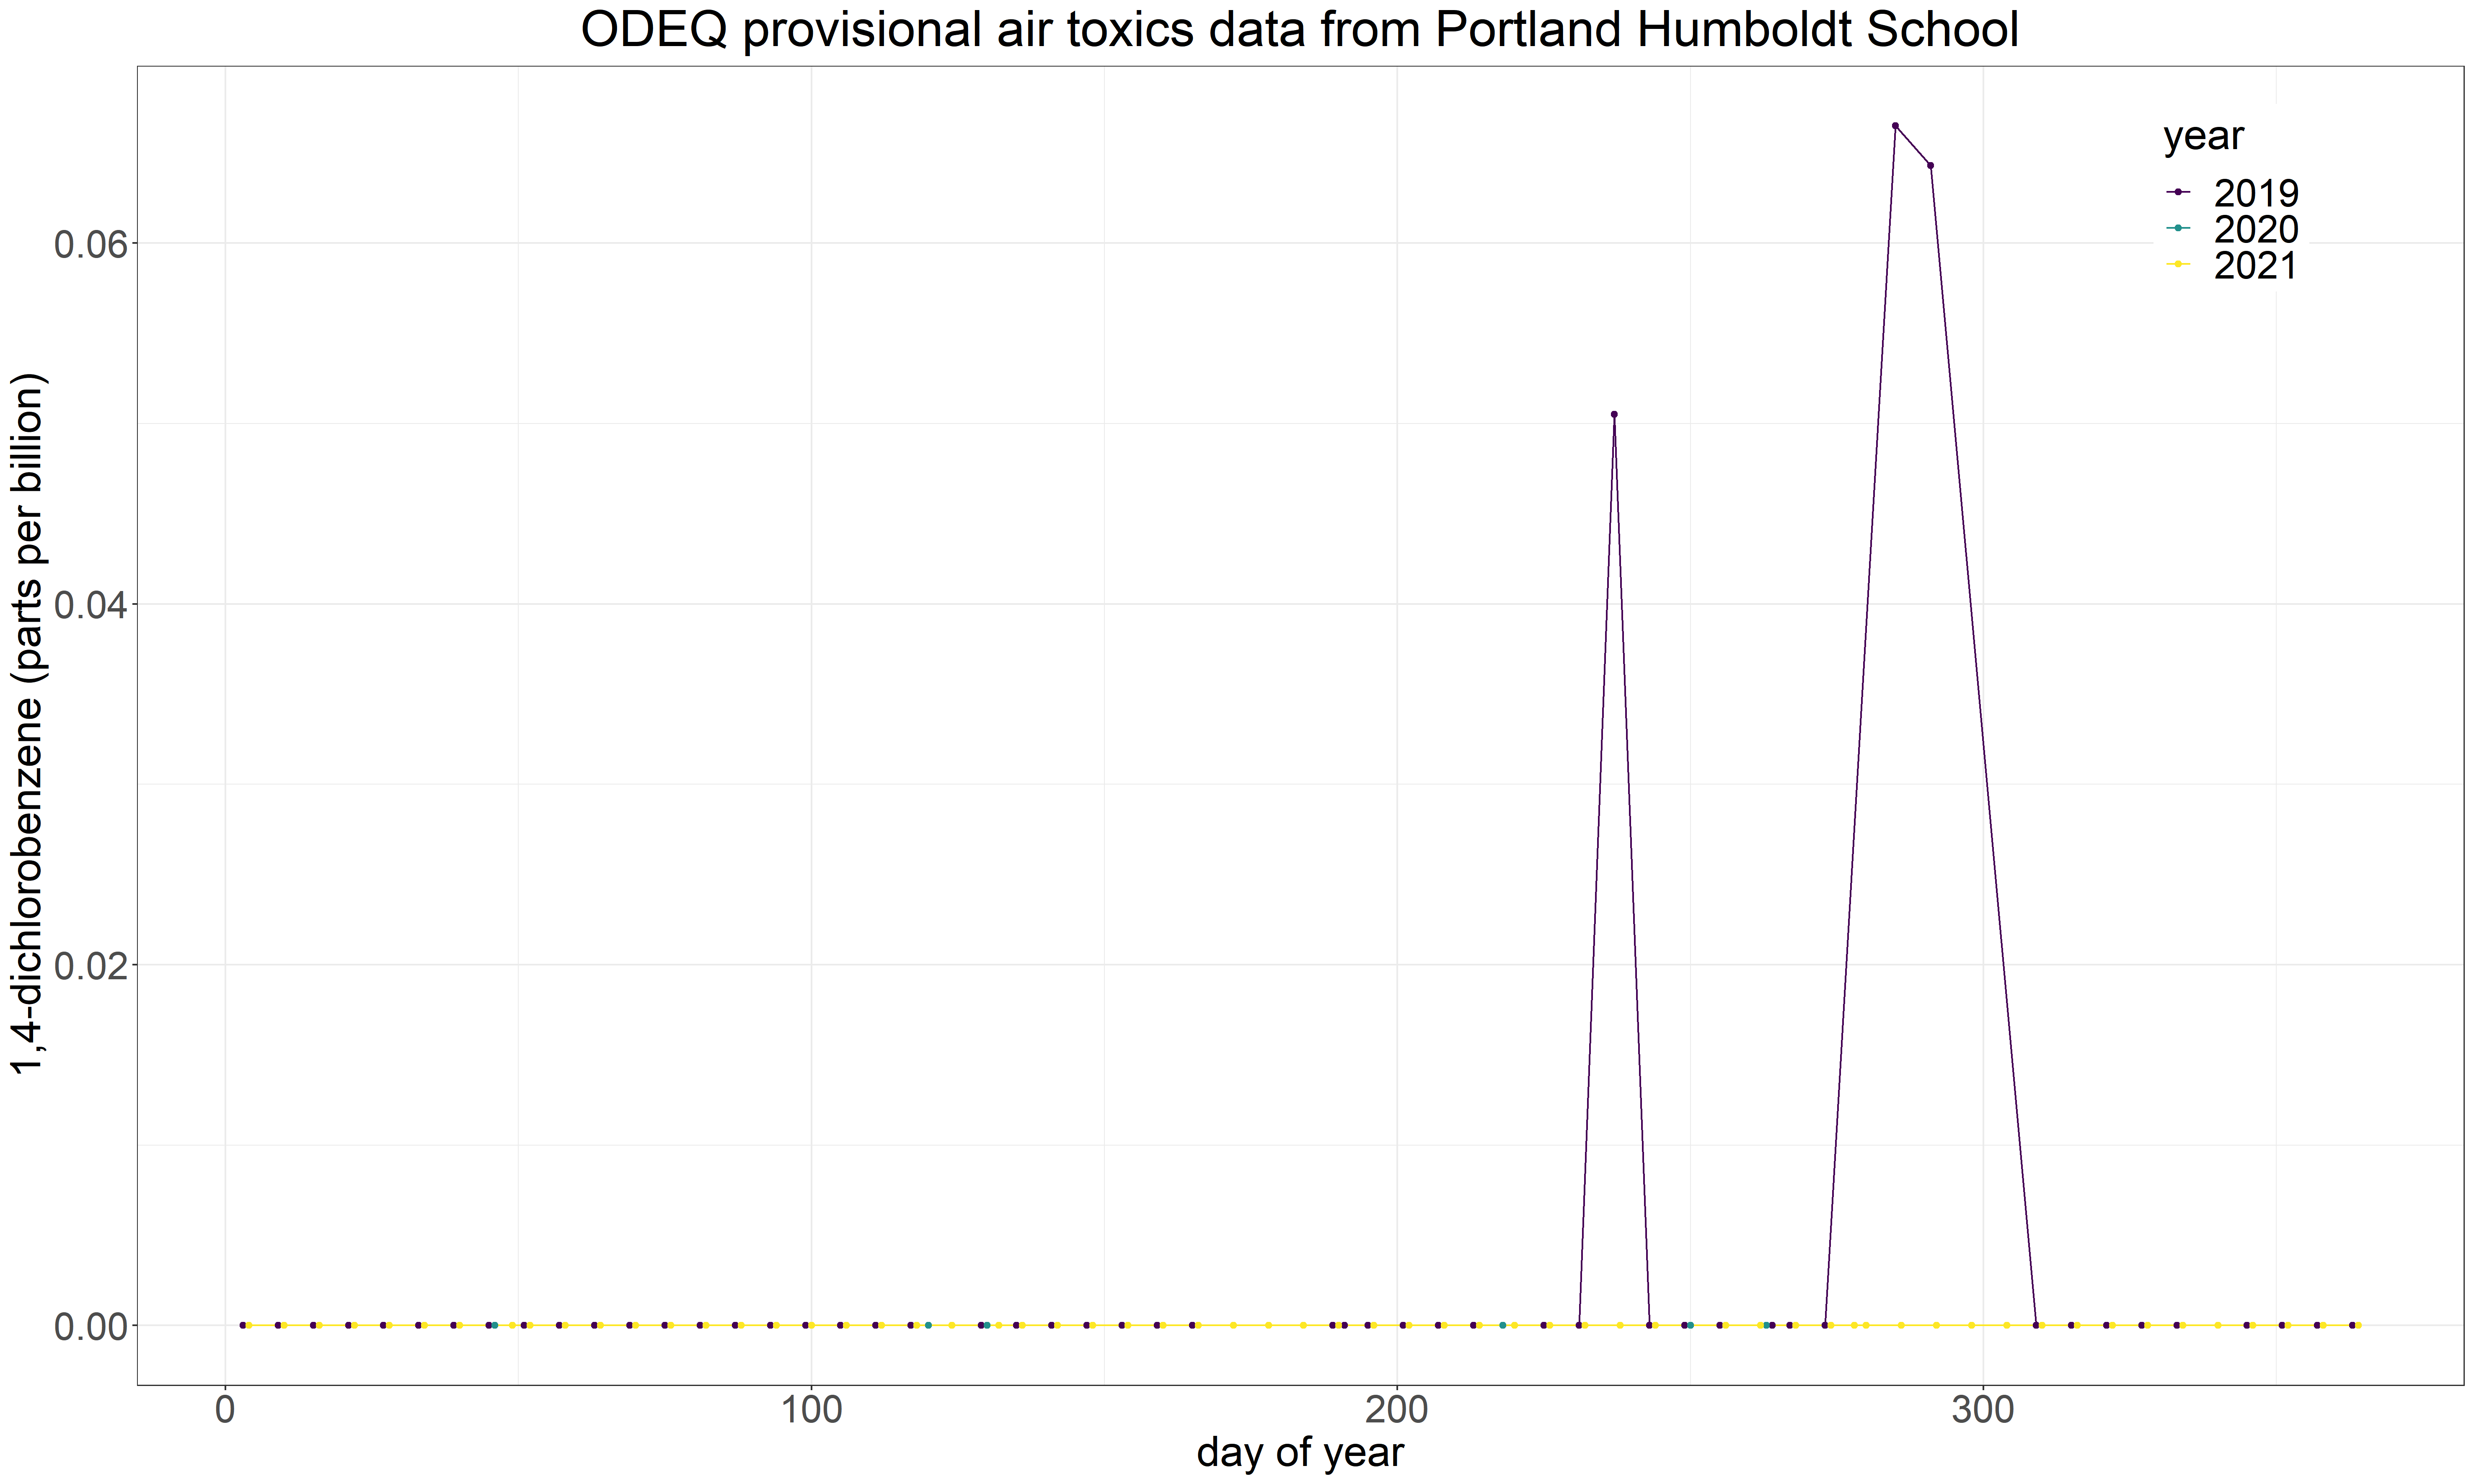 ODEQ provisional air toxics data from Portland Humboldt School
year
2019
2020
2021
0.06
0.04
0.02
0.00
1,4-dichlorobenzene (parts per billion)
0 100 200 300
day of year